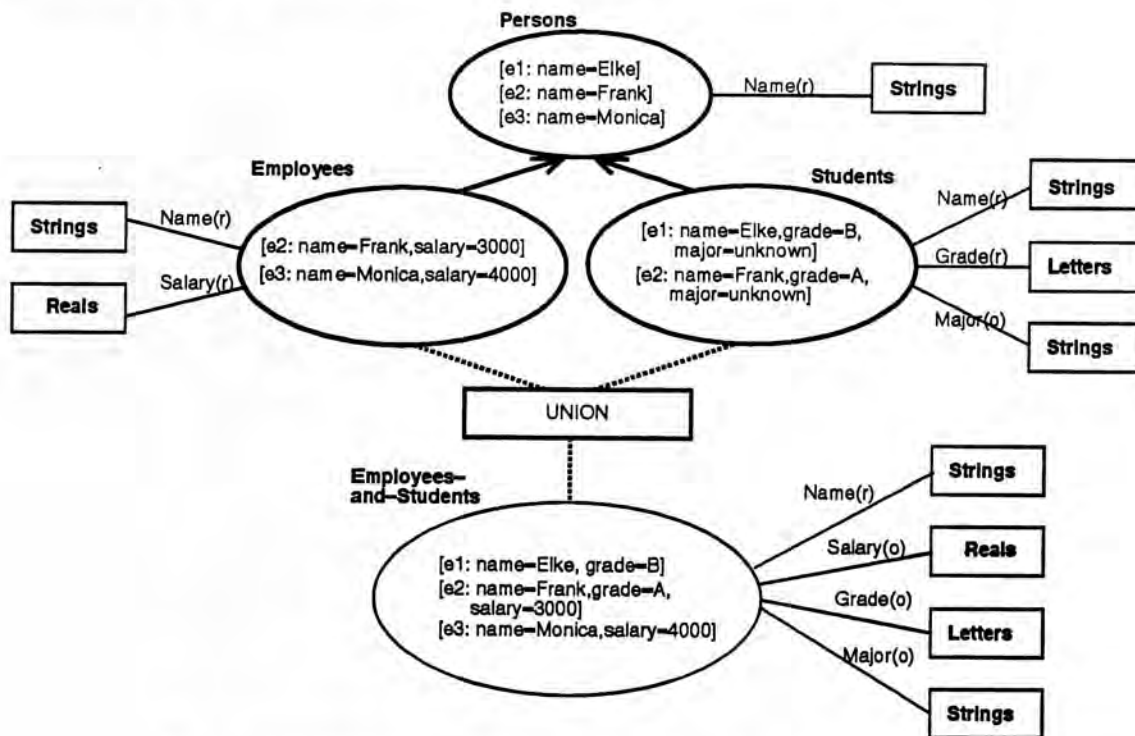 Persons
[e1: name=Elke]
[e2: name=Frank]
[e3: name=Monica]
Name(r)
Strings
Employees
Strings
Name(r)
Salary(r)
Reals
[e2: name=Frank,salary=3000]
[e3: name=Monica,salary=4000]
Students
[e1: name=Elke,grade=B,
major=unknown]
[e2: name=Frank,grade=A,
major=unknown]
Name(r)
Strings
Grade(r)
Letters
Major(o)
Strings
UNION
Employees-
and-Students
[e1: name=Elke, grade=B]
[e2: name=Frank,grade=A,
salary=3000]
[e3: name=Monica,salary=4000]
Name(r)
Strings
Salary(o)
Reals
Grade(o)
Letters
Major(o)
Strings